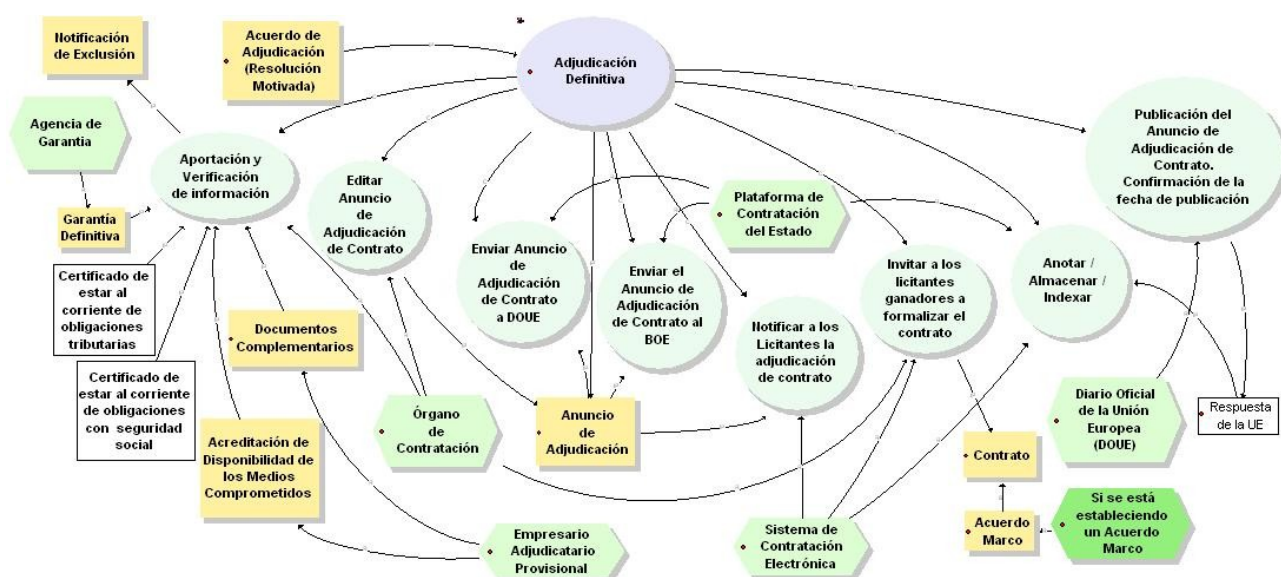 Notificación
de Exclusión
Acuerdo de
Adjudicación
(Resolución
Motivada)
Adjudicación
Definitiva
Agencia de
Garantia
Aportación y
Verificación
de información
Editar
Anuncio
de
Adjudicación
de Contrato
Publicación del
Anuncio de
Adjudicación de
Contrato.
Confirmación de la
fecha de publicación
Garantía
Definitiva
Plataforma de
Contratación
del Estado
Enviar Anuncio
de
Adjudicación
de Contrato
a DOUE
Enviar el
Anuncio de
Adjudicación
de Contrato al
BOE
Invitar a los
licitantes
ganadores a
formalizar el
contrato
Anotar /
Almacenar /
Indexar
Certificado de
estar al
corriente de
obligaciones
tributarias
Documentos
Complementarios
Notificar a los
Licitantes la
adjudicación
de contrato
Certificado de
estar al corriente
de obligaciones
con seguridad
social
Órgano
de
Contratación
Anuncio
de
Adjudicación
Diario Oficial
de la Unión
Europea
(DOUE)
Respuesta
de la UE
Acreditación de
Disponibilidad de
los Medios
Comprometidos
Contrato
Empresario
Adjudicatario
Provisional
Sistema de
Contratación
Electrónica
Acuerdo
Marco
Si se está
estableciendo
un Acuerdo
Marco